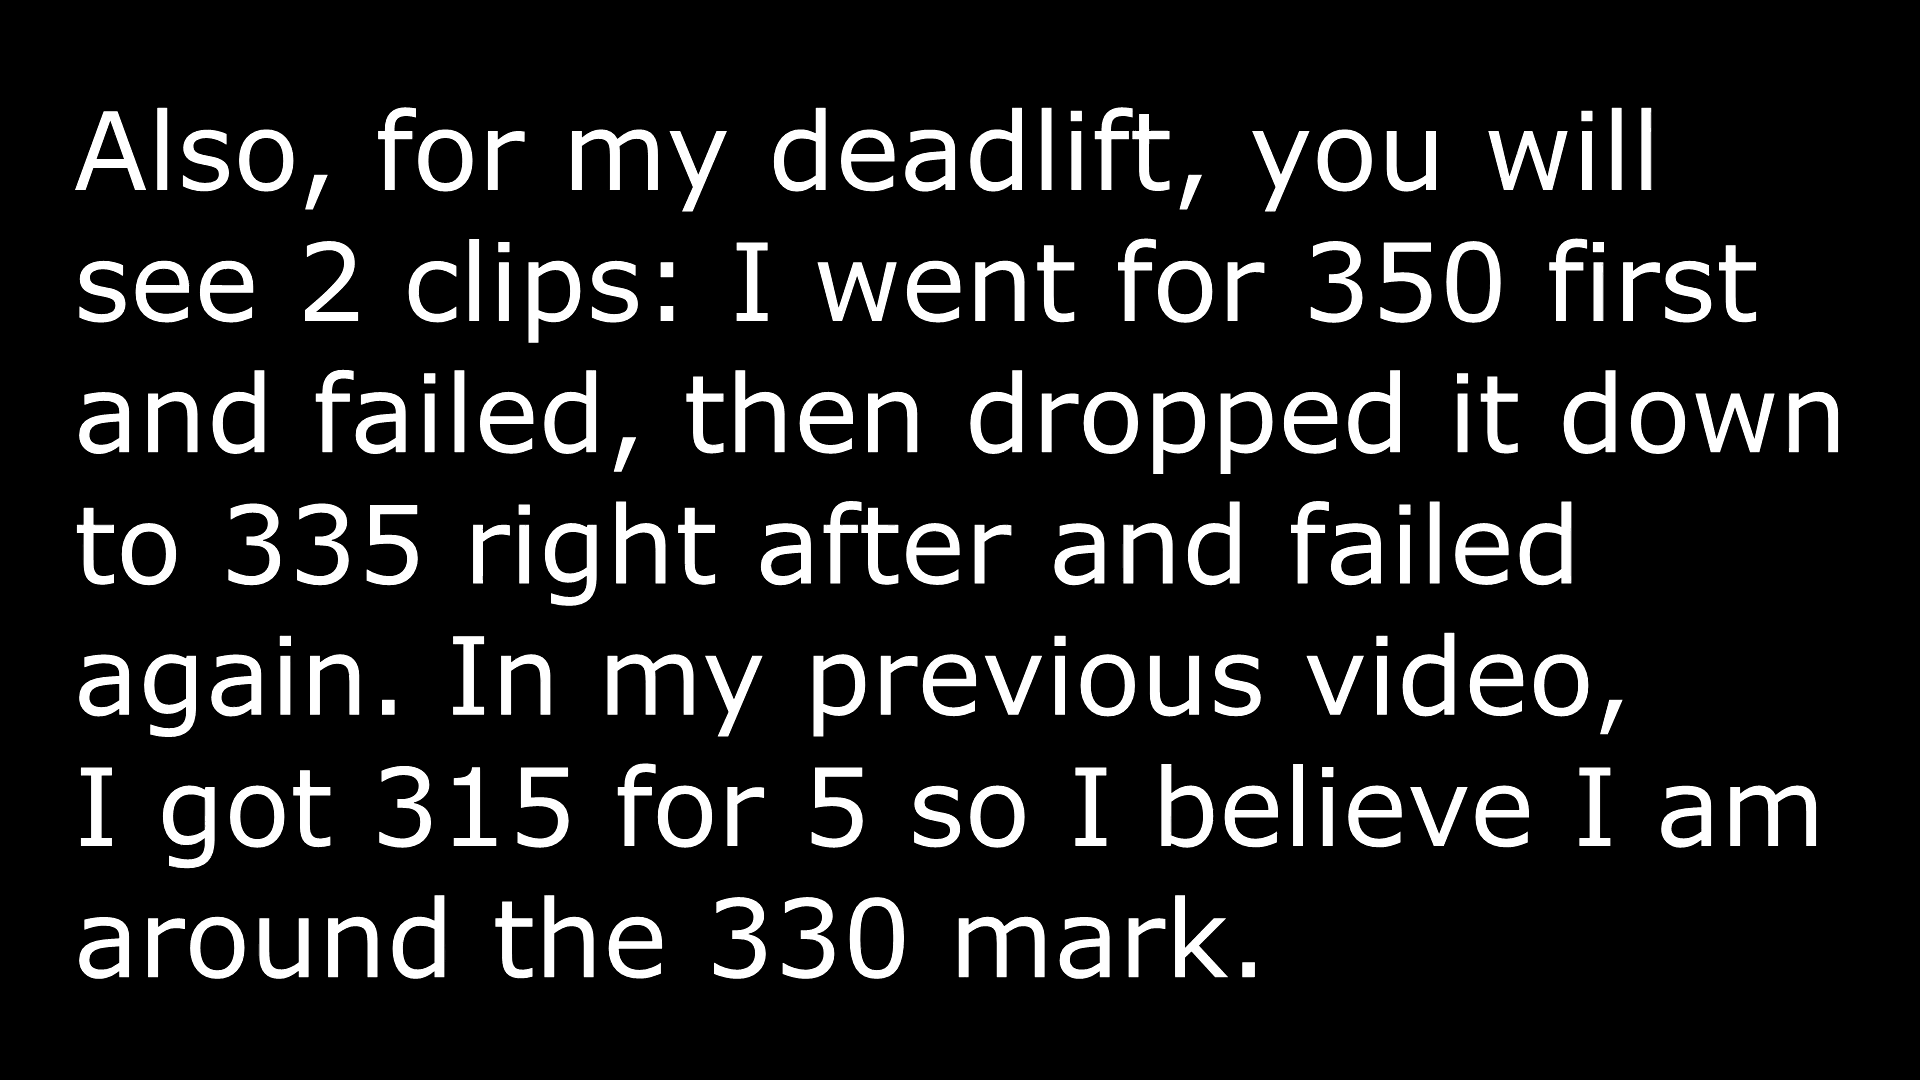 Also, for my deadlift, you will
see 2 clips: I went for 350 first
and failed, then dropped it down
to 335 right after and failed
again. In my previous video,
I got 315 for 5 so I believe I am
around the 330 mark.